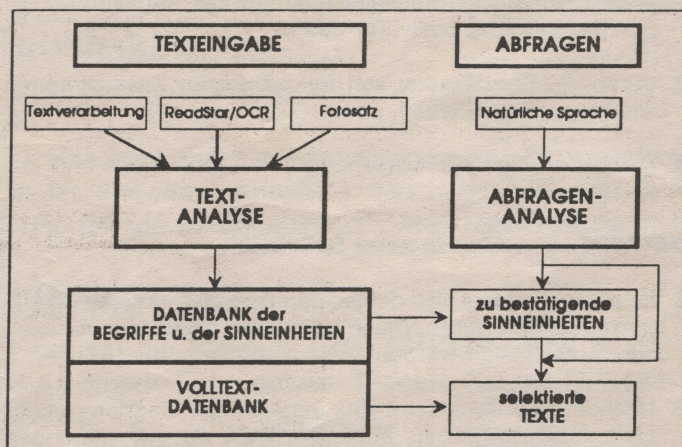 TEXTEINGABE
ABFRAGEN
Textverarbeitung
ReadStar/OCR
Fotosatz
Natürliche Sprache
TEXT-
ANALYSE
ABFRAGEN-
ANALYSE
DATENBANK der
BEGRIFFE u. der SINNEINHEITEN
zu bestätigende
SINNEINHEITEN
VOLLTEXT-
DATENBANK
selektierte
TEXTE